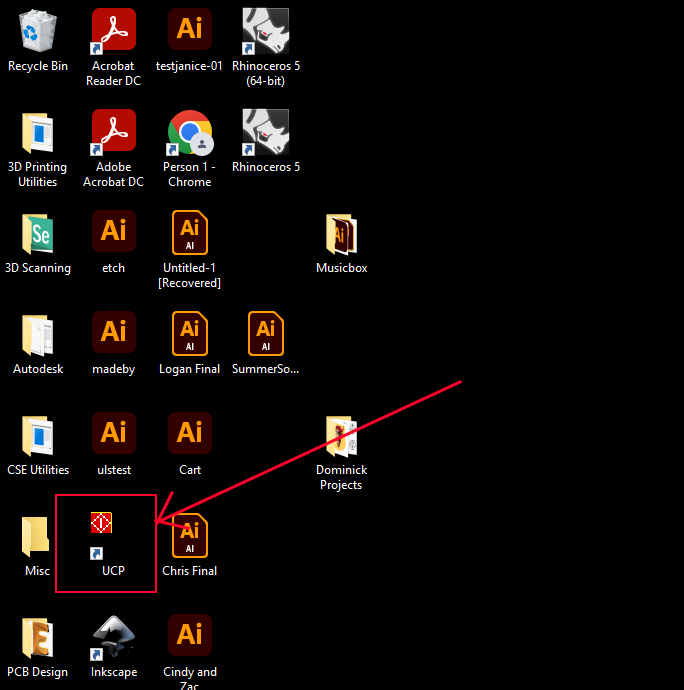 Recycle Bin
Acrobat
Reader DC
Ai
testjanice-01
Rhinoceros 5
(64-bit)
3D Printing
Utilities
Adobe
Acrobat DC
Person 1 -
Chrome
Rhinoceros 5
Se
3D Scanning
Ai
etch
Ai
AI
Untitled-1
[Recovered]
Ai
Musicbox
Autodesk
Ai
madeby
Ai
AI
Logan Final
Ai
AI
SummerSo...
CSE Utilities
Ai
ulstest
Ai
Cart
Dominick
Projects
Misc
UCP
Ai
AI
Chris Final
E
PCB Design
Inkscape
Ai
Cindy and
Zac